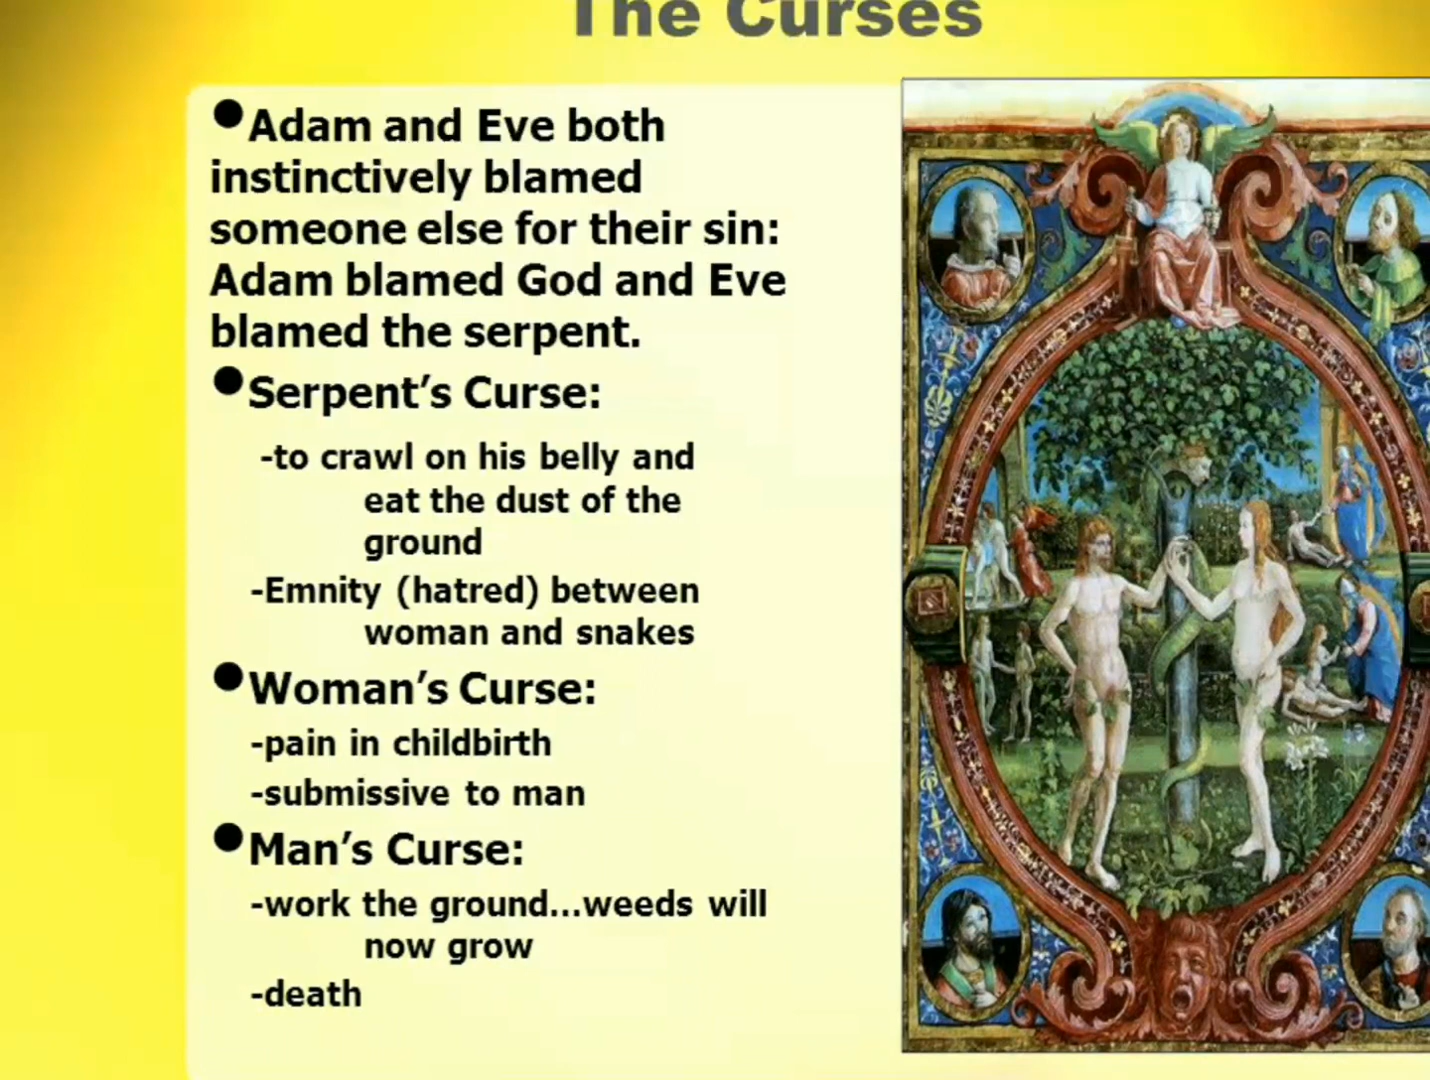 The Curses
•Adam and Eve both
instinctively blamed
someone else for their sin:
Adam blamed God and Eve
blamed the serpent.
•Serpent’s Curse:
-to crawl on his belly and
eat the dust of the
ground
-Emnity (hatred) between
woman and snakes
•Woman’s Curse:
-pain in childbirth
-submissive to man
•Man’s Curse:
-work the ground...weeds will
now grow
-death